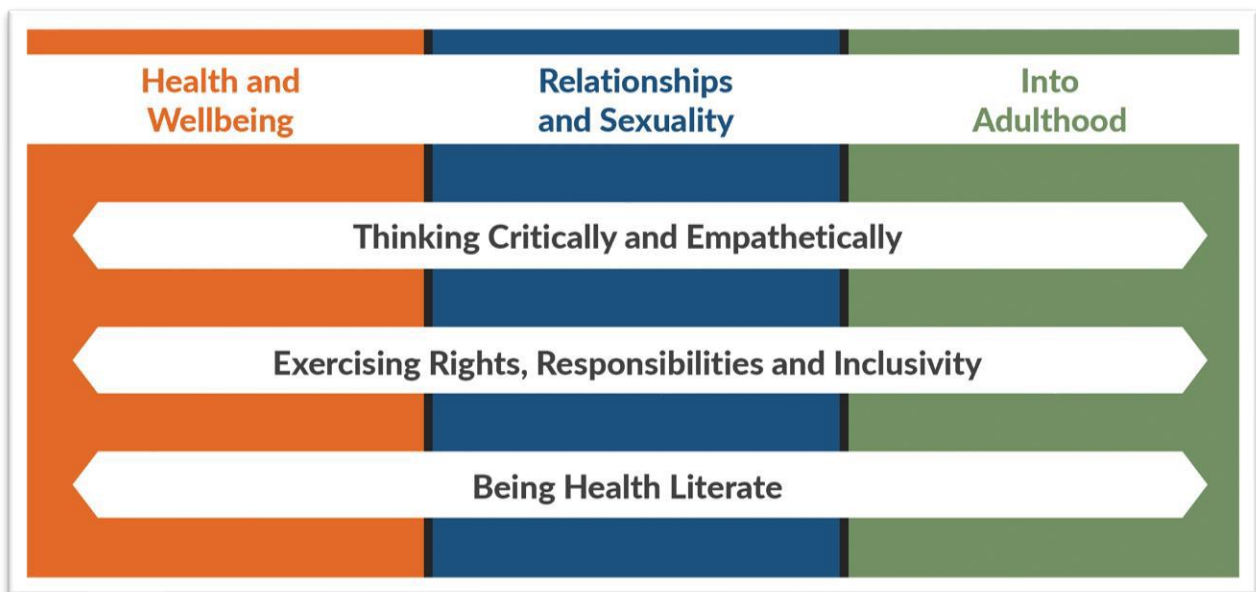 Health and
Wellbeing
Relationships
and Sexuality
Into
Adulthood
Thinking Critically and Empathetically
Exercising Rights, Responsibilities and Inclusivity
Being Health Literate